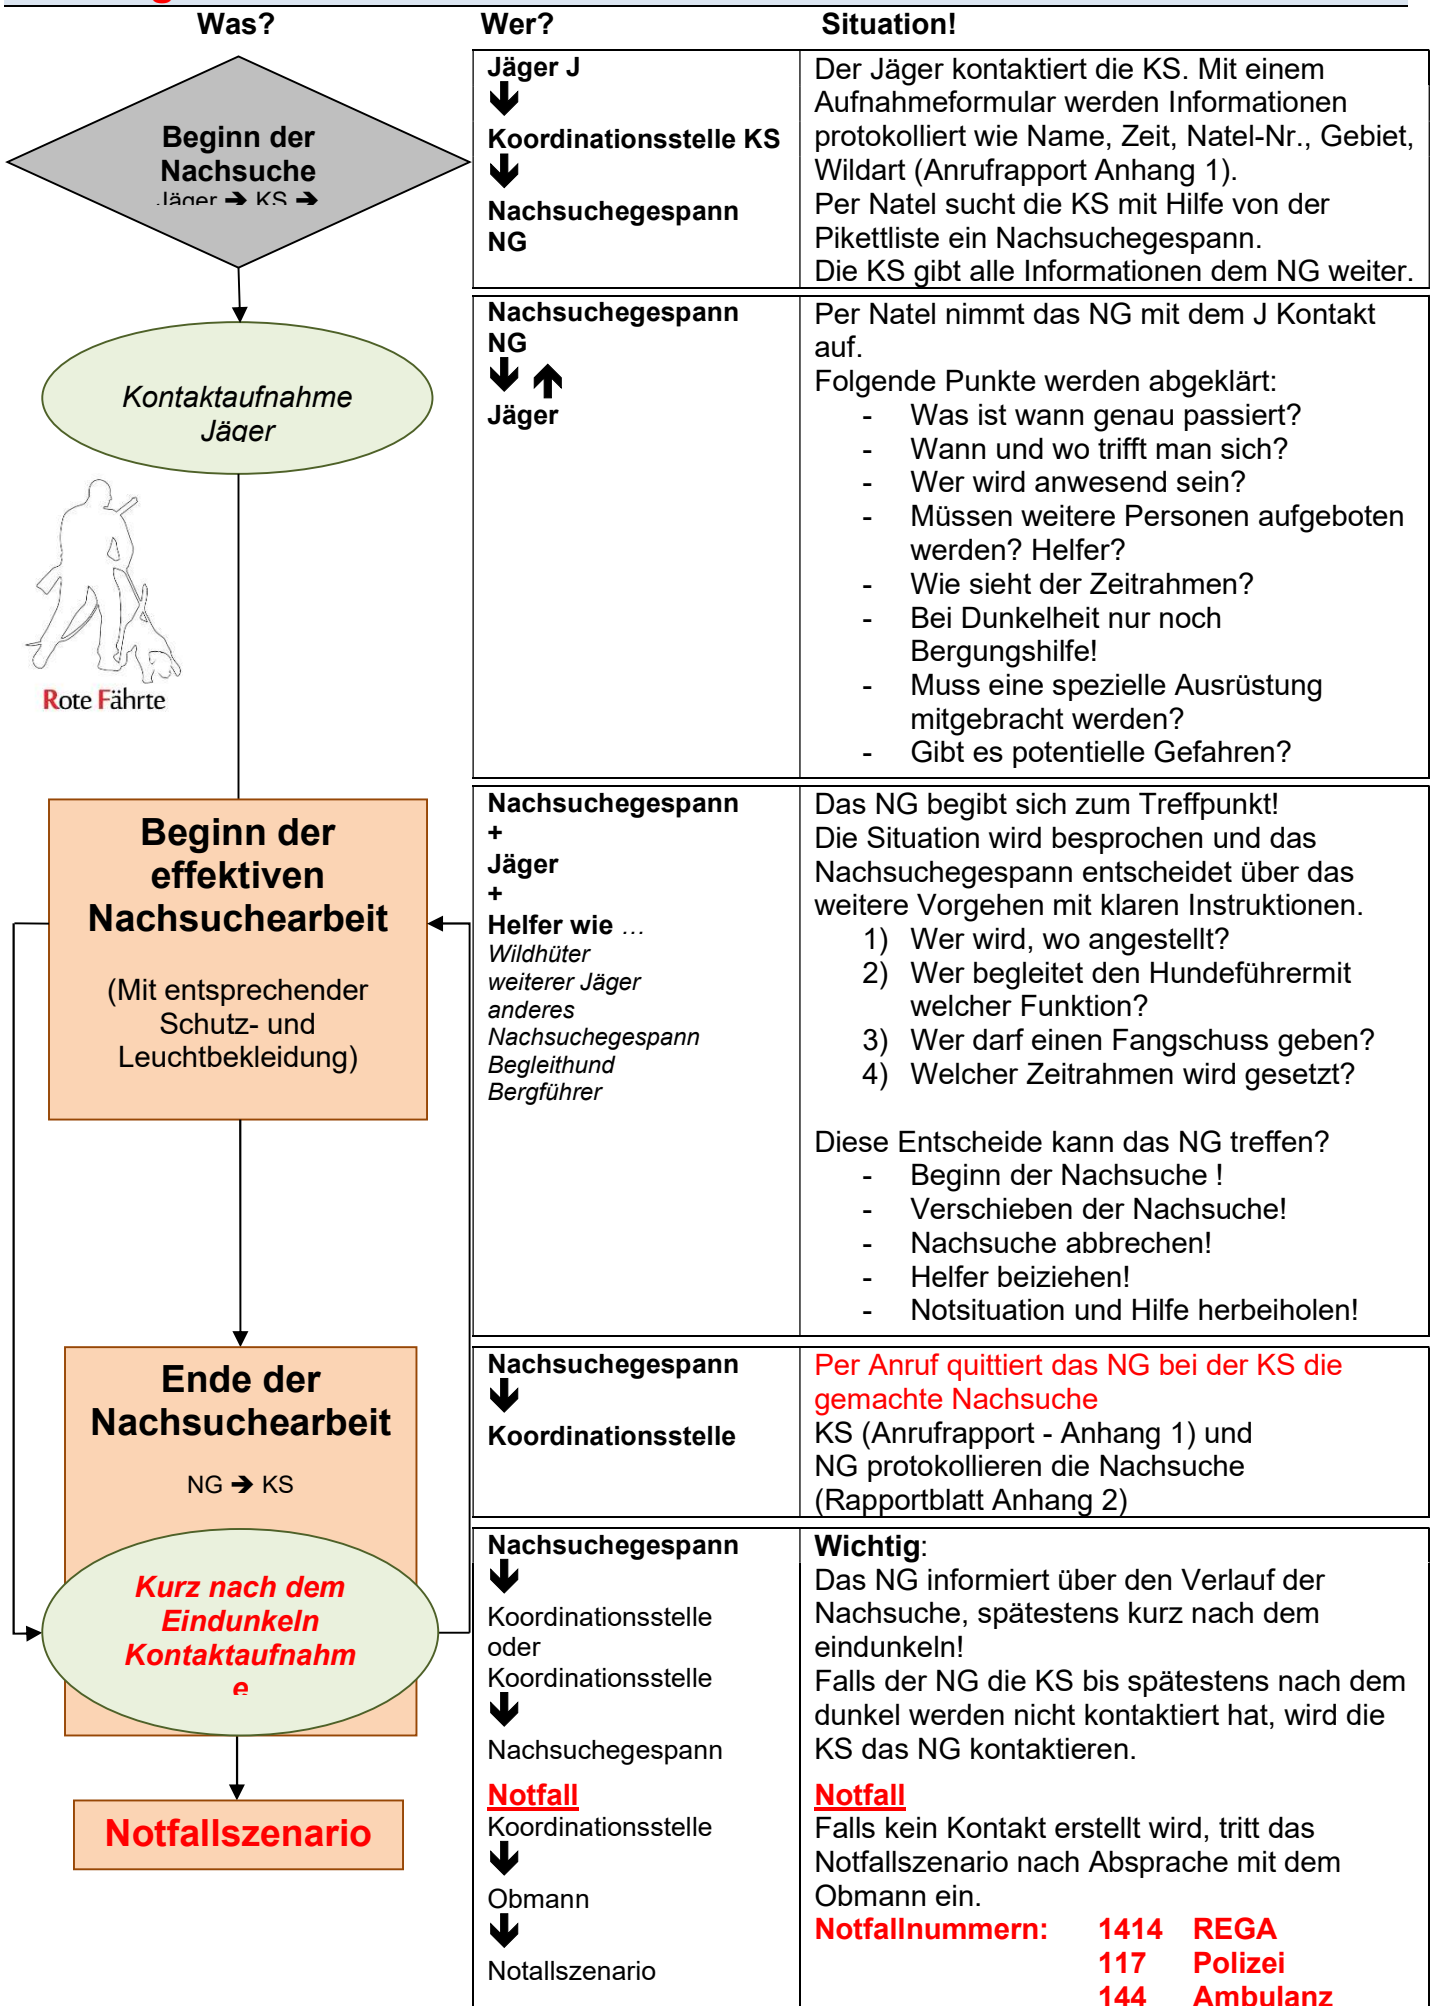 Was?
Wer?
Situation!
Beginn der
Nachsuche
Jäger ➔ KS ➔
Jäger J
Koordinationsstelle KS
Nachsuchegespann
NG
Der Jäger kontaktiert die KS. Mit einem
Aufnahmeformular werden Informationen
protokolliert wie Name, Zeit, Natel-Nr., Gebiet,
Wildart (Anrufrapport Anhang 1).
Per Natel sucht die KS mit Hilfe von der
Pikettliste ein Nachsuchegespann.
Die KS gibt alle Informationen dem NG weiter.
Kontaktaufnahme
Jäger
Rote Fährte
Nachsuchegespann
NG
Jäger
Per Natel nimmt das NG mit dem J Kontakt
auf.
Folgende Punkte werden abgeklärt:
- Was ist wann genau passiert?
- Wann und wo trifft man sich?
- Wer wird anwesend sein?
- Müssen weitere Personen aufgeboten
werden? Helfer?
- Wie sieht der Zeitrahmen?
- Bei Dunkelheit nur noch
Bergungshilfe!
- Muss eine spezielle Ausrüstung
mitgebracht werden?
- Gibt es potentielle Gefahren?
Beginn der
effektiven
Nachsuchearbeit
(Mit entsprechender
Schutz- und
Leuchtbekleidung)
Nachsuchegespann
+
Jäger
+
Helfer wie …
Wildhüter
weiterer Jäger
anderes
Nachsuchegespann
Begleithund
Bergführer
Das NG begibt sich zum Treffpunkt!
Die Situation wird besprochen und das
Nachsuchegespann entscheidet über das
weitere Vorgehen mit klaren Instruktionen.
1) Wer wird, wo angestellt?
2) Wer begleitet den Hundeführermit
welcher Funktion?
3) Wer darf einen Fangschuss geben?
4) Welcher Zeitrahmen wird gesetzt?
Diese Entscheide kann das NG treffen?
- Beginn der Nachsuche !
- Verschieben der Nachsuche!
- Nachsuche abbrechen!
- Helfer beiziehen!
- Notsituation und Hilfe herbeiholen!
Ende der
Nachsuchearbeit
NG ➔ KS
Nachsuchegespann
Koordinationsstelle
Per Anruf quittiert das NG bei der KS die
gemachte Nachsuche
KS (Anrufrapport - Anhang 1) und
NG protokollieren die Nachsuche
(Rapportblatt Anhang 2)
Kurz nach dem
Eindunkeln
Kontaktaufnahm
e
Nachsuchegespann
Koordinationsstelle
oder
Koordinationsstelle
Nachsuchegespann
Wichtig:
Das NG informiert über den Verlauf der
Nachsuche, spätestens kurz nach dem
eindunkeln!
Falls der NG die KS bis spätestens nach dem
dunkel werden nicht kontaktiert hat, wird die
KS das NG kontaktieren.
Notfallszenario
Notfall
Koordinationsstelle
Obmann
Notallszenario
Notfall
Falls kein Kontakt erstellt wird, tritt das
Notfallszenario nach Absprache mit dem
Obmann ein.
Notfallnummern: 1414 REGA
117 Polizei
144 Ambulanz